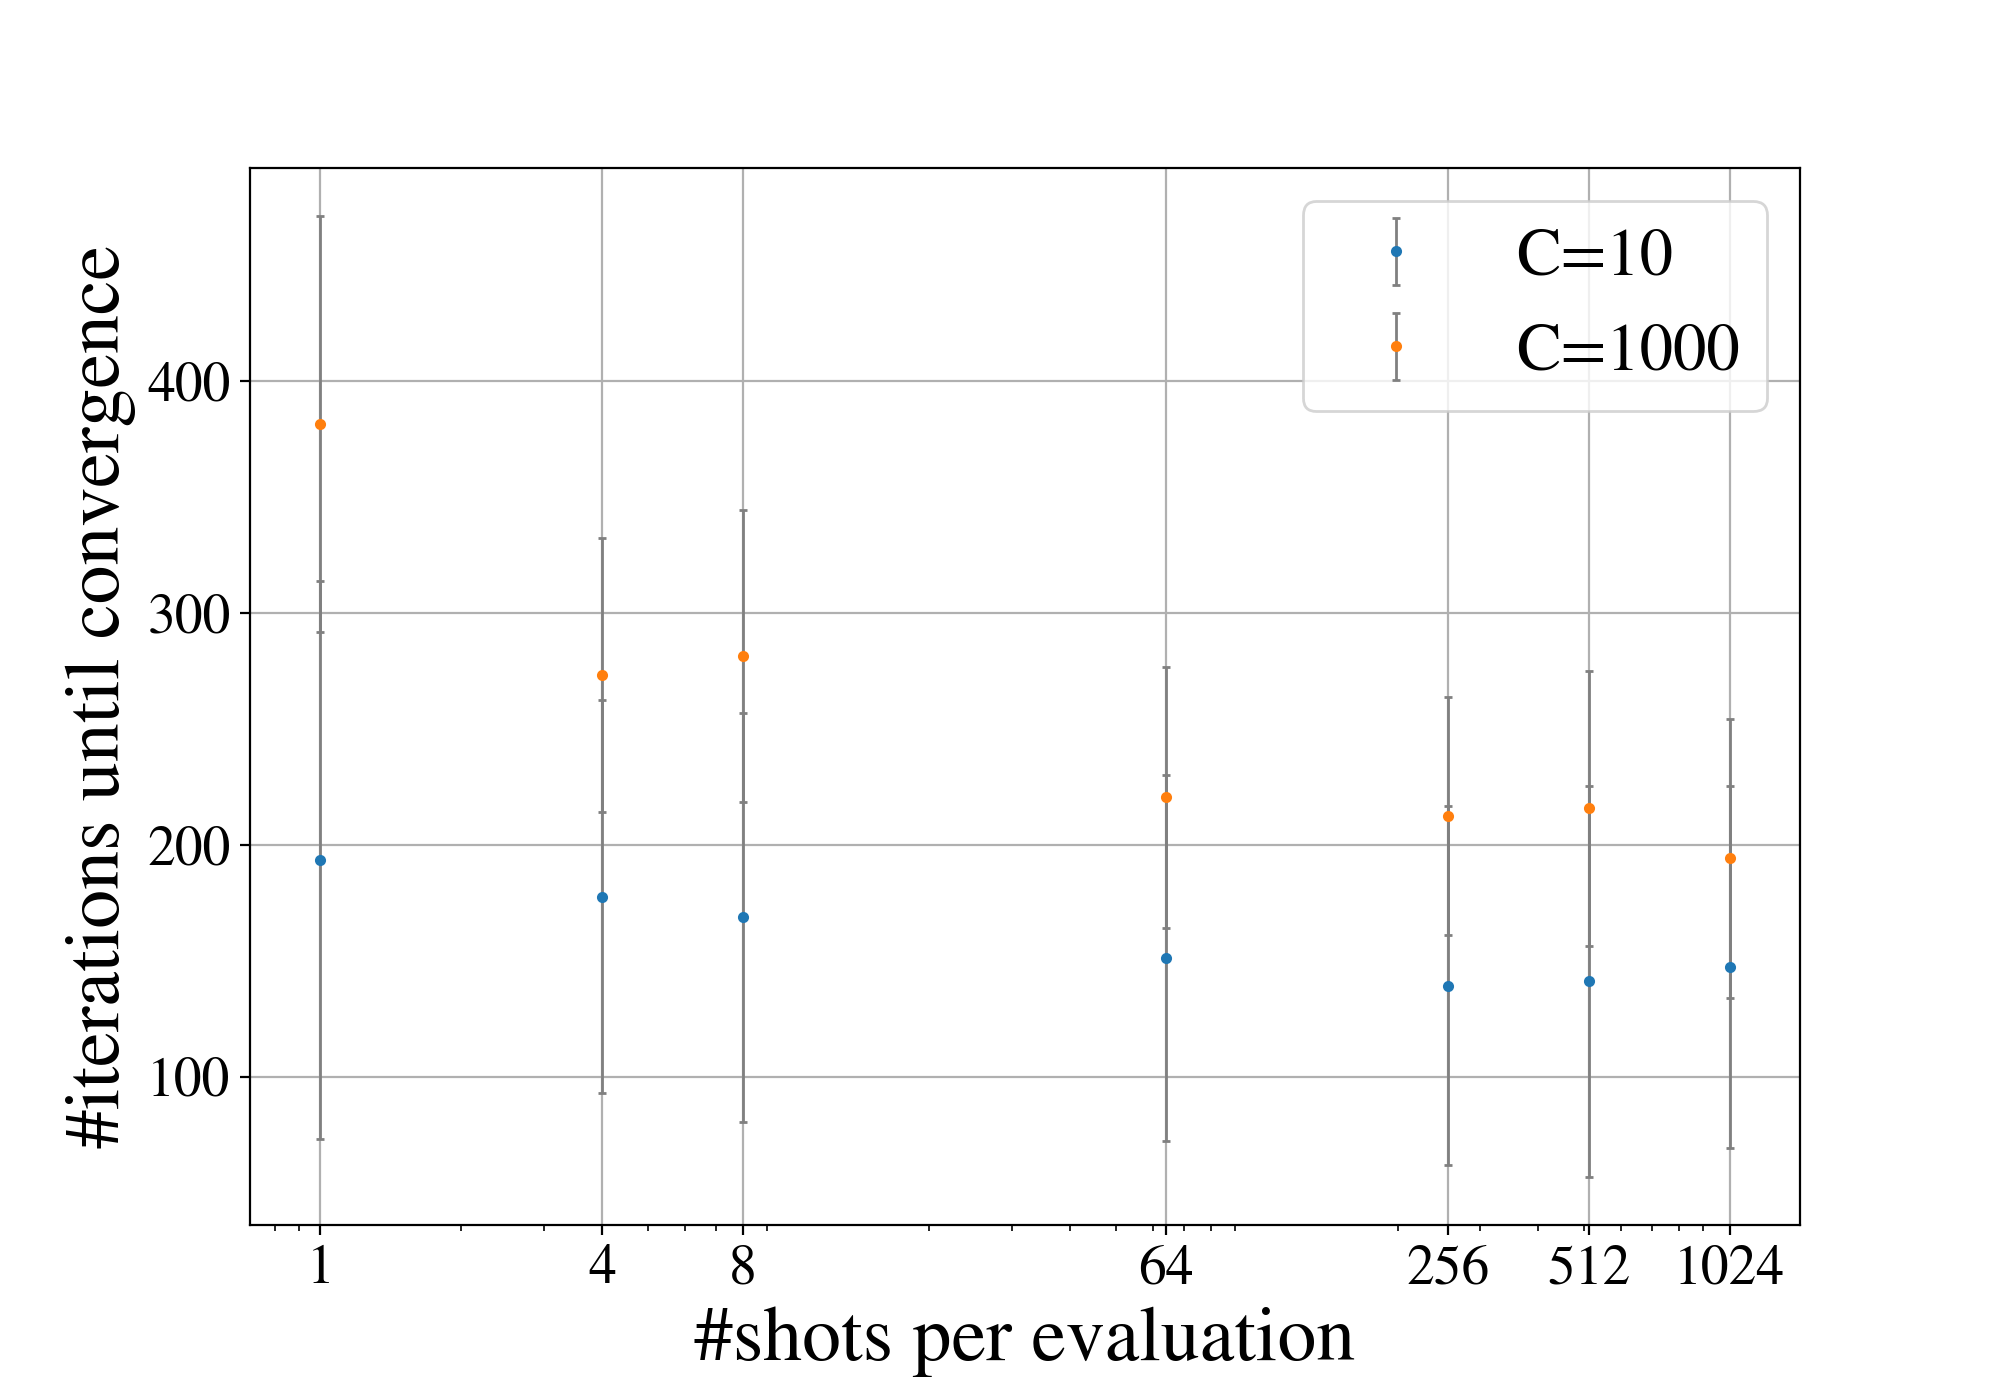 C=10
C=1000
#iterations until convergence
400
300
200
100
1 4 8 64 256 512 1024
#shots per evaluation